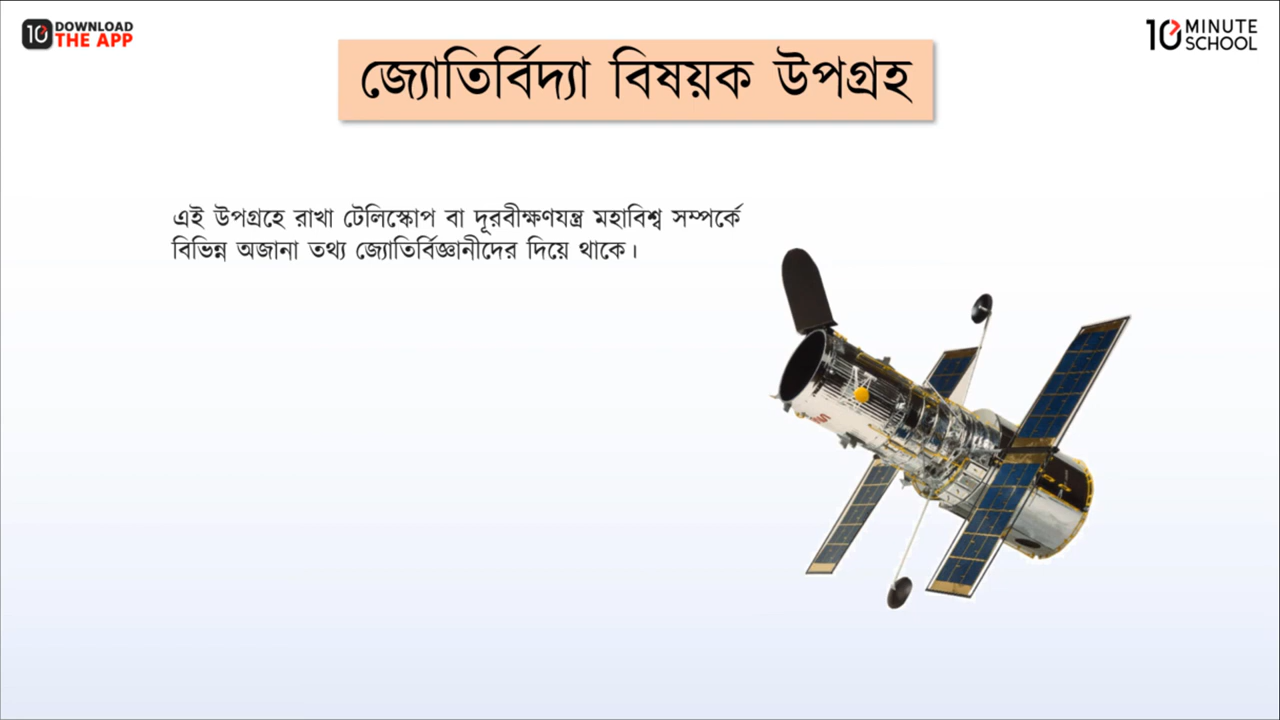 10 DOWNLOAD
THE APP
10 MINUTE
SCHOOL
জ্যোতির্বিদ্যা বিষয়ক উপগ্রহ
এই উপগ্রহে রাখা টেলিস্কোপ বা দূরবীক্ষণযন্ত্র মহাবিশ্ব সম্পর্কে
বিভিন্ন অজানা তথ্য জ্যোতির্বিজ্ঞানীদের দিয়ে থাকে।